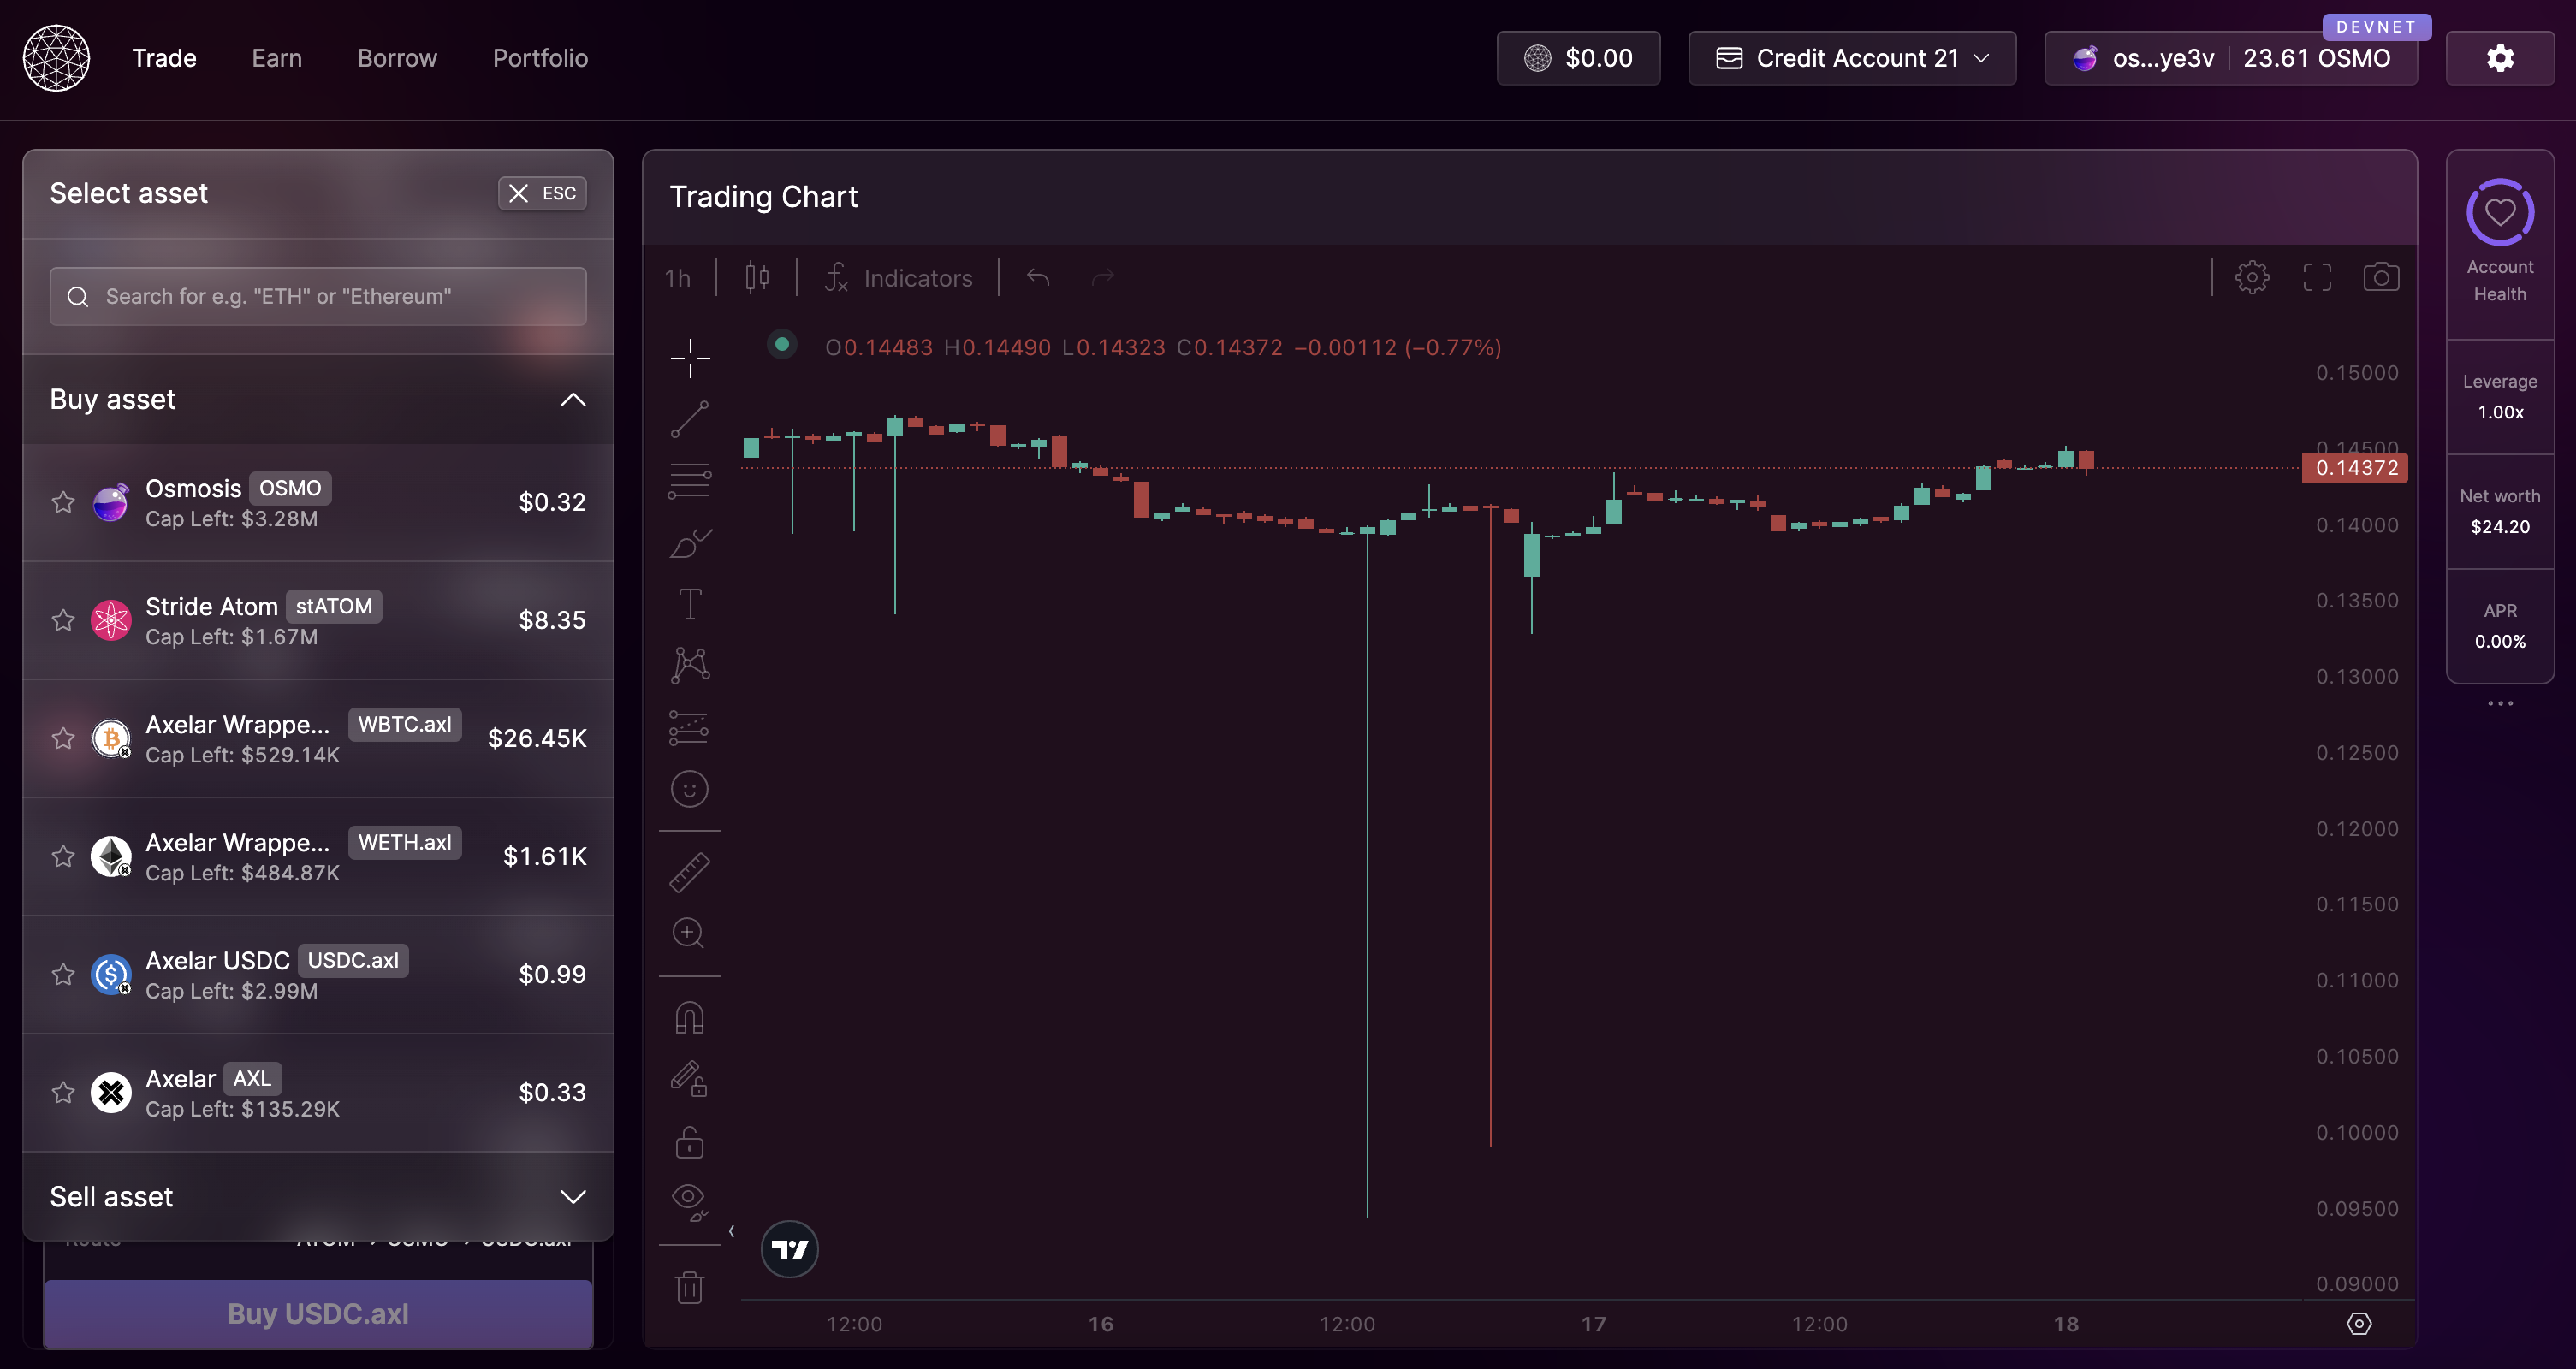 DEVNET
Trade Earn Borrow Portfolio $0.00 Credit Account 21 os...ye3v 23.61 OSMO
Select asset
ESC
Search for e.g. "ETH" or "Ethereum"
Buy asset
Osmosis OSMO
Cap Left: $3.28M
$0.32
Stride Atom stATOM
Cap Left: $1.67M
$8.35
Axelar Wrappe... WBTC.axl
Cap Left: $529.14K
$26.45K
Axelar Wrappe... WETH.axl
Cap Left: $484.87K
$1.61K
Axelar USDC USDC.axl
Cap Left: $2.99M
$0.99
Axelar AXL
Cap Left: $135.29K
$0.33
Sell asset
Route ATOM → OSMO → USDC.axl
Buy USDC.axl
Trading Chart
1h Indicators
O0.14483 H0.14490 L0.14323 C0.14372 −0.00112 (−0.77%)
0.15000
0.14500
0.14372
0.14000
0.13500
0.13000
0.12500
0.12000
0.11500
0.11000
0.10500
0.10000
0.09500
0.09000
12:00 16 12:00 17 12:00 18
Account
Health
Leverage
1.00x
Net worth
$24.20
APR
0.00%